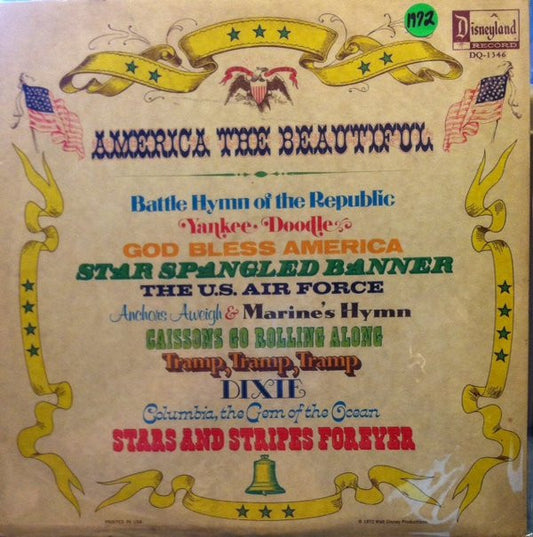 1972
Disneyland
RECORD
DQ-1346
AMERICA THE BEAUTIFUL
Battle Hymn of the Republic
Yankee-Doodle
GOD BLESS AMERICA
STAR SPANGLED BANNER
THE U.S. AIR FORCE
Anchors Aweigh & Marine's Hymn
CAISSONS GO ROLLING ALONG
Tramp, Tramp, Tramp
DIXIE
Columbia, the Gem of the Ocean
STARS AND STRIPES FOREVER
PRINTED IN USA
© 1972 Walt Disney Productions